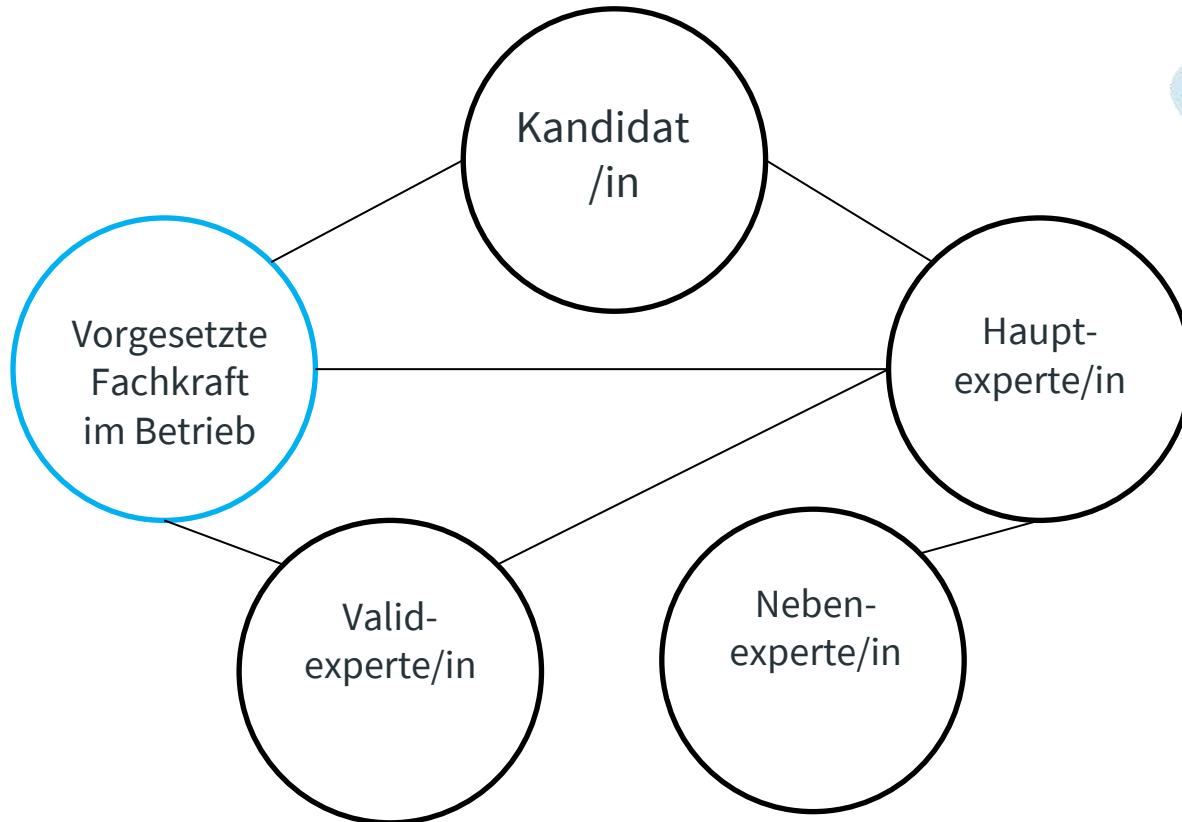 Kandidat
/in
Vorgesetzte
Fachkraft
im Betrieb
Haupt-
experte/in
Valid-
experte/in
Neben-
experte/in